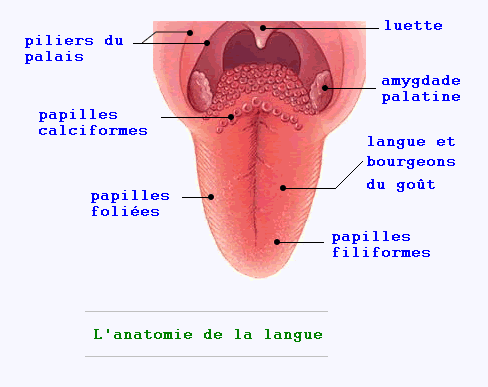 piliers du
palais
luette
amygdade
palatine
papilles
calciformes
langue et
bourgeons
du goût
papilles
foliées
papilles
filiformes
L'anatomie de la langue